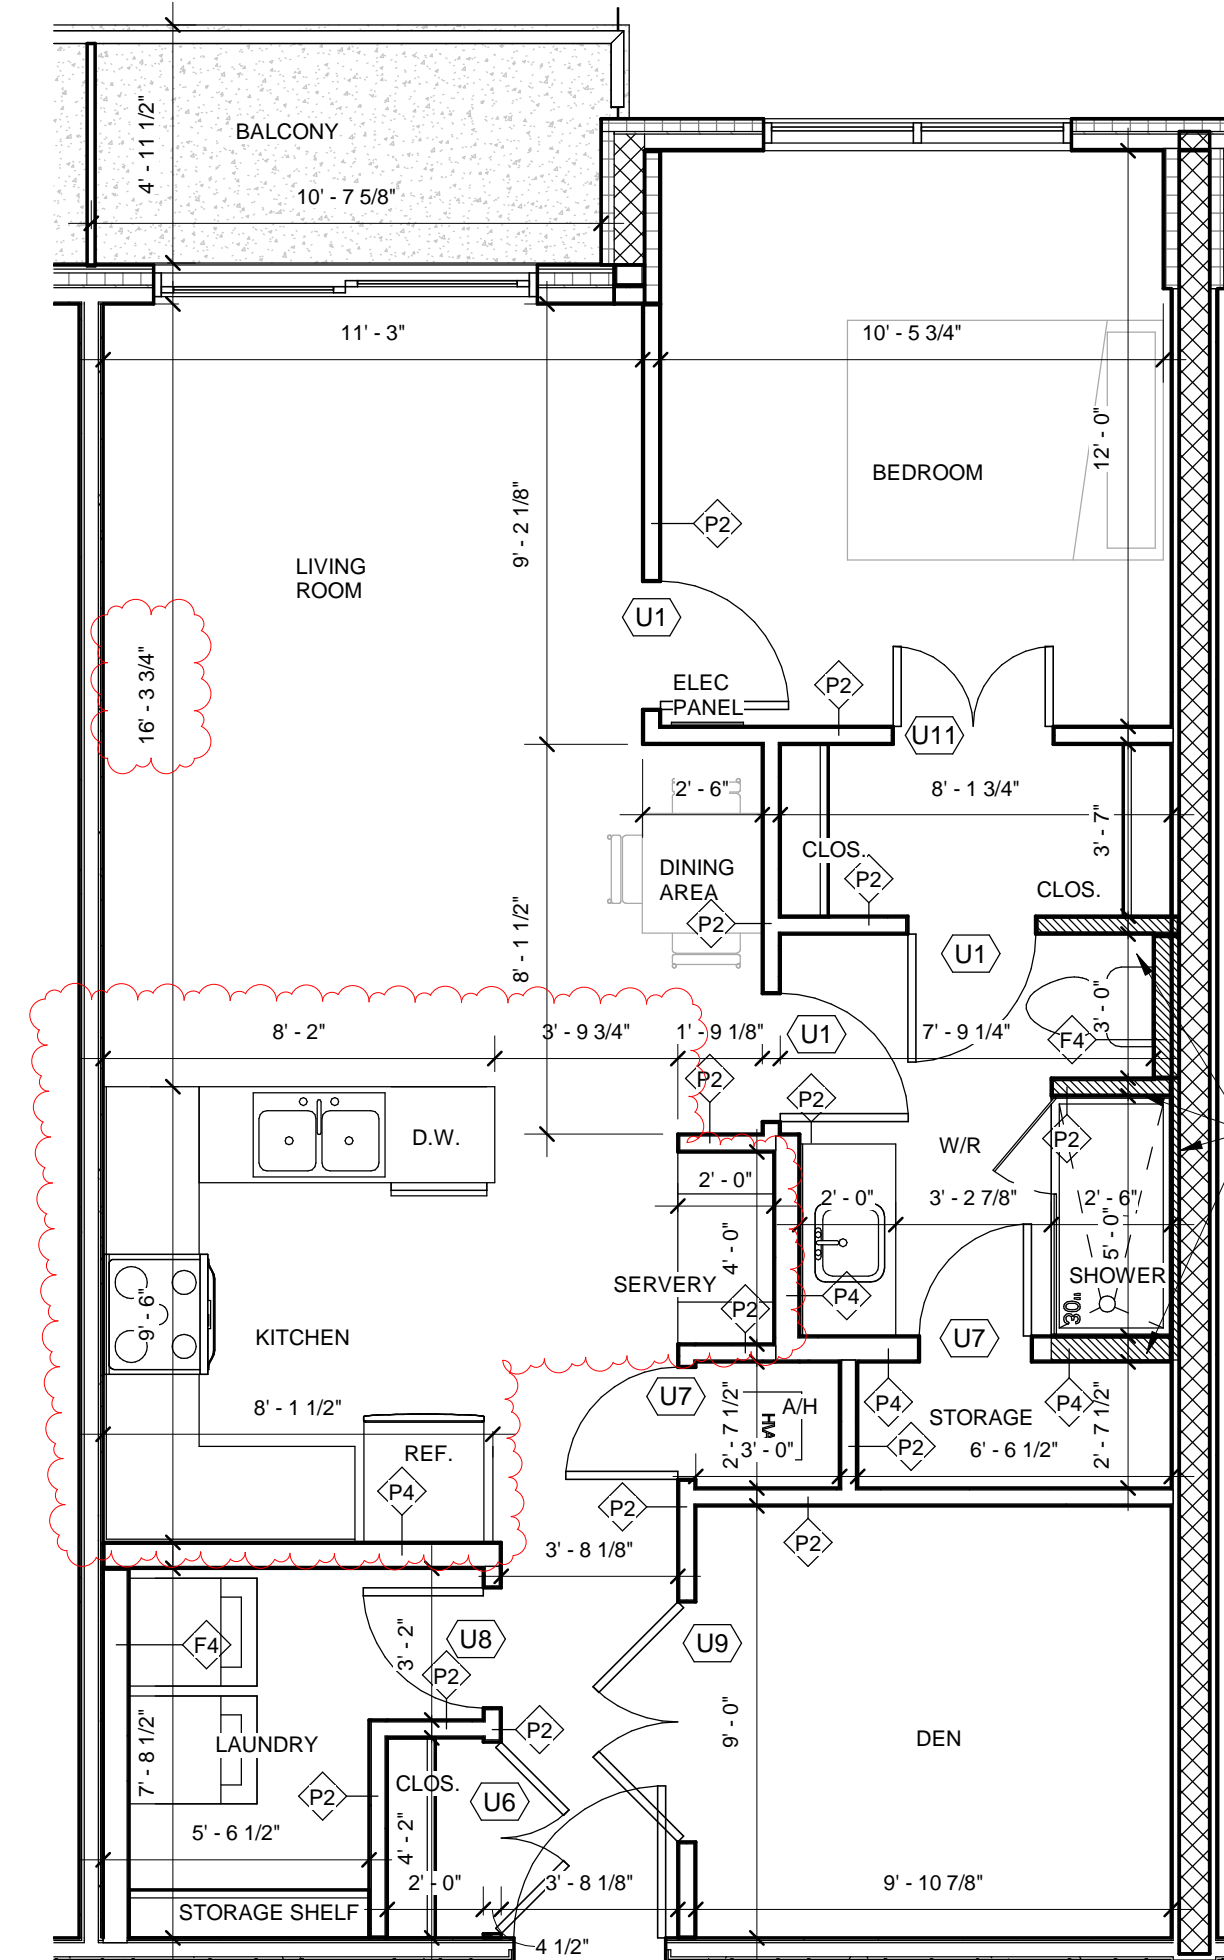 BALCONY
4' - 11 1/2"
10' - 7 5/8"
11' - 3"
10' - 5 3/4"
12' - 0"
BEDROOM
9' - 2 1/8"
P2
LIVING
ROOM
U1
16' - 3 3/4"
ELEC
PANEL
P2
U11
2' - 6"
8' - 1 3/4"
3' - 7"
CLOS.
DINING
AREA
P2
CLOS.
P2
8' - 1 1/2"
U1
3' - 0"
8' - 2"
3' - 9 3/4"
1' - 9 1/8"
U1
7' - 9 1/4"
F4
P2
P2
D.W.
W/R
P2
2' - 0"
2' - 0"
3' - 2 7/8"
2' - 6"
4' - 0"
5' - 0"
SERVERY
SHOWER
P4
P2
30"
9' - 6"
KITCHEN
U7
U7
8' - 1 1/2"
A/H
P4
P4
2' - 7 1/2"
STORAGE
2' - 7 1/2"
REF.
3' - 0"
P2
6' - 6 1/2"
P4
P2
P2
3' - 8 1/8"
F4
3' - 2"
U8
U9
P2
9' - 0"
P2
LAUNDRY
DEN
7' - 8 1/2"
CLOS.
P2
U6
5' - 6 1/2"
4' - 2"
2' - 0"
3' - 8 1/8"
9' - 10 7/8"
STORAGE SHELF
4 1/2"